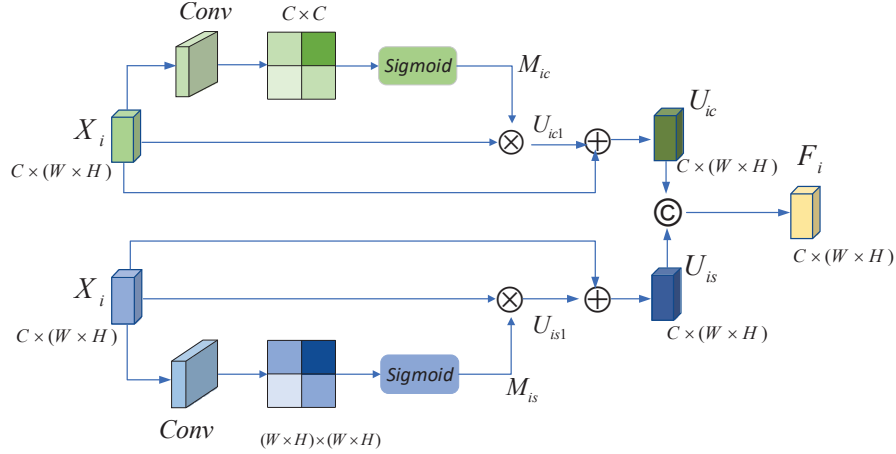 Conv
C × C
Sigmoid
M_ic
X_i
C × (W × H)
U_ic1
U_ic
C × (W × H)
F_i
C × (W × H)
©
X_i
C × (W × H)
U_is1
U_is
C × (W × H)
Conv
Sigmoid
M_is
(W × H) × (W × H)